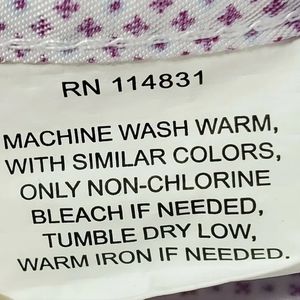 RN 114831
MACHINE WASH WARM,
WITH SIMILAR COLORS,
ONLY NON-CHLORINE
BLEACH IF NEEDED,
TUMBLE DRY LOW,
WARM IRON IF NEEDED.